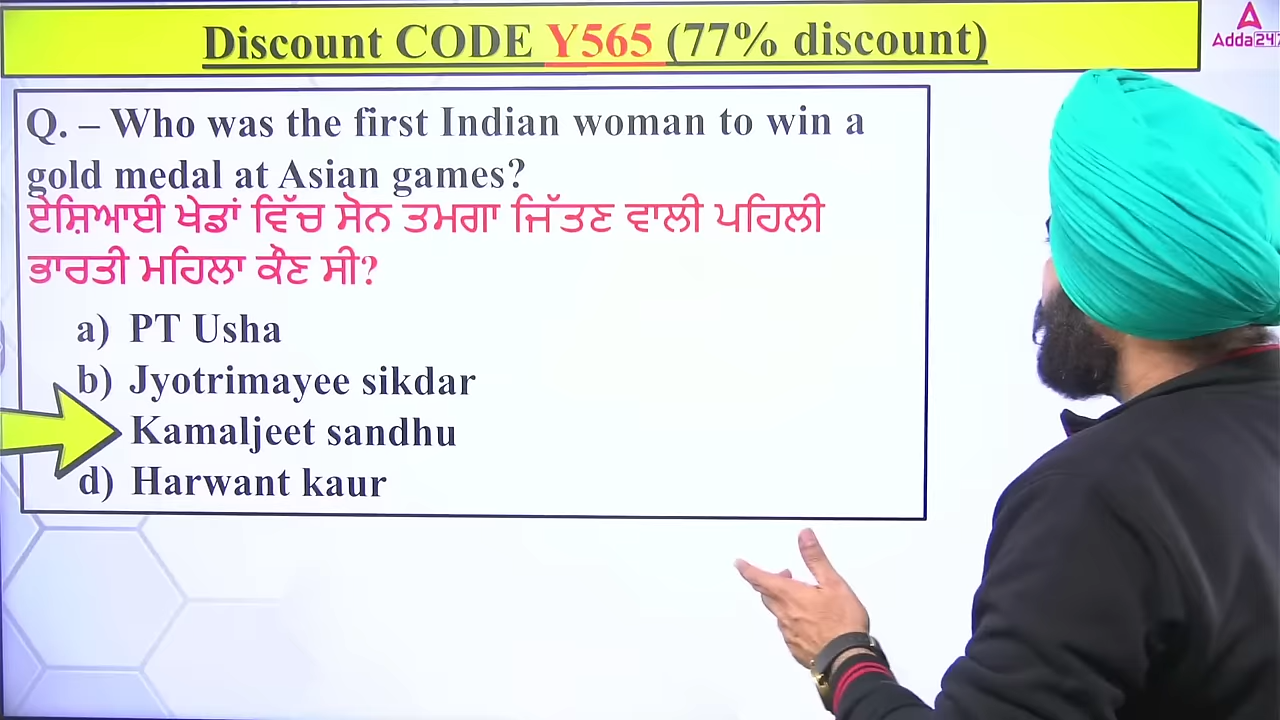 Discount CODE Y565 (77% discount)
Adda247
Q. – Who was the first Indian woman to win a
gold medal at Asian games?
ਏਸ਼ਿਆਈ ਖੇਡਾਂ ਵਿੱਚ ਸੋਨ ਤਮਗਾ ਜਿੱਤਣ ਵਾਲੀ ਪਹਿਲੀ
ਭਾਰਤੀ ਮਹਿਲਾ ਕੌਣ ਸੀ?
a) PT Usha
b) Jyotrimayee sikdar
Kamaljeet sandhu
d) Harwant kaur